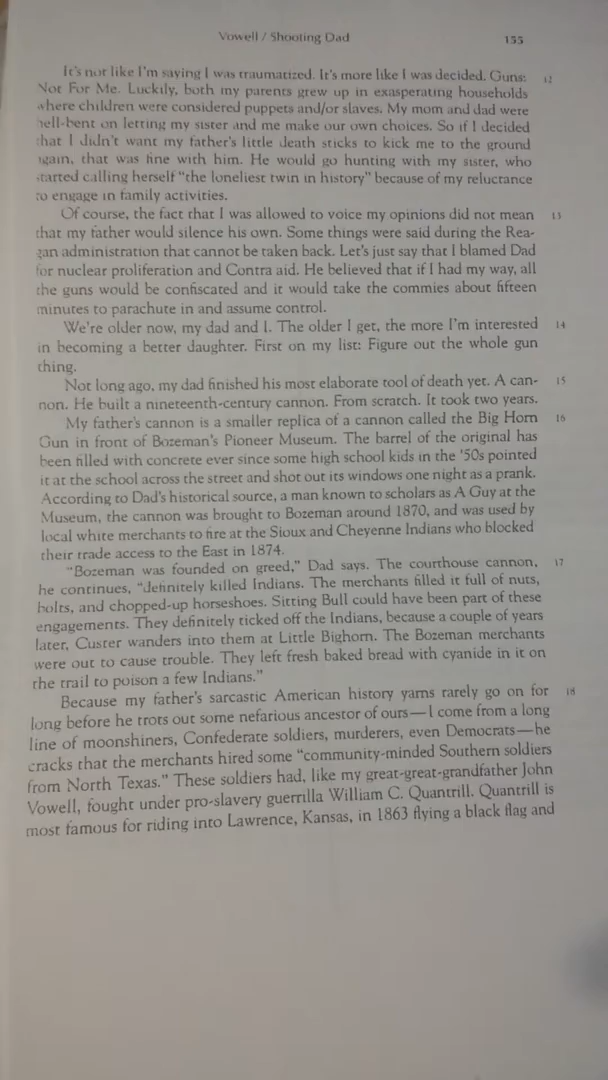 Vowell / Shooting Dad 155
It's not like I'm saying I was traumatized. It's more like I was decided. Guns: 12
Not For Me. Luckily, both my parents grew up in exasperating households
where children were considered puppets and/or slaves. My mom and dad were
hell-bent on letting my sister and me make our own choices. So if I decided
that I didn't want my father's little death sticks to kick me to the ground
again, that was fine with him. He would go hunting with my sister, who
started calling herself "the loneliest twin in history" because of my reluctance
to engage in family activities.
Of course, the fact that I was allowed to voice my opinions did not mean 13
that my father would silence his own. Some things were said during the Rea-
gan administration that cannot be taken back. Let's just say that I blamed Dad
for nuclear proliferation and Contra aid. He believed that if I had my way, all
the guns would be confiscated and it would take the commies about fifteen
minutes to parachute in and assume control.
We're older now, my dad and I. The older I get, the more I'm interested 14
in becoming a better daughter. First on my list: Figure out the whole gun
thing.
Not long ago, my dad finished his most elaborate tool of death yet. A can- 15
non. He built a nineteenth-century cannon. From scratch. It took two years.
My father's cannon is a smaller replica of a cannon called the Big Horn 16
Gun in front of Bozeman's Pioneer Museum. The barrel of the original has
been filled with concrete ever since some high school kids in the '50s pointed
it at the school across the street and shot out its windows one night as a prank.
According to Dad's historical source, a man known to scholars as A Guy at the
Museum, the cannon was brought to Bozeman around 1870, and was used by
local white merchants to fire at the Sioux and Cheyenne Indians who blocked
their trade access to the East in 1874.
"Bozeman was founded on greed," Dad says. The courthouse cannon, 17
he continues, "definitely killed Indians. The merchants filled it full of nuts,
bolts, and chopped-up horseshoes. Sitting Bull could have been part of these
engagements. They definitely ticked off the Indians, because a couple of years
later, Custer wanders into them at Little Bighorn. The Bozeman merchants
were out to cause trouble. They left fresh baked bread with cyanide in it on
the trail to poison a few Indians."
Because my father's sarcastic American history yarns rarely go on for 18
long before he trots out some nefarious ancestor of ours—I come from a long
line of moonshiners, Confederate soldiers, murderers, even Democrats—he
cracks that the merchants hired some "community-minded Southern soldiers
from North Texas." These soldiers had, like my great-great-grandfather John
Vowell, fought under pro-slavery guerrilla William C. Quantrill. Quantrill is
most famous for riding into Lawrence, Kansas, in 1863 flying a black flag and